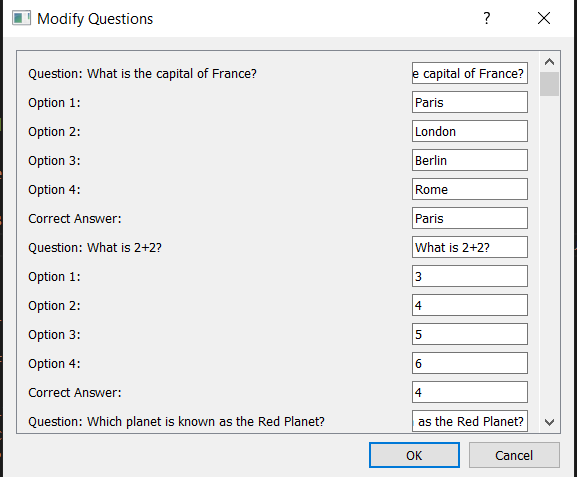 Modify Questions
Question: What is the capital of France? e capital of France?
Option 1: Paris
Option 2: London
Option 3: Berlin
Option 4: Rome
Correct Answer: Paris
Question: What is 2+2? What is 2+2?
Option 1: 3
Option 2: 4
Option 3: 5
Option 4: 6
Correct Answer: 4
Question: Which planet is known as the Red Planet? as the Red Planet?
OK Cancel